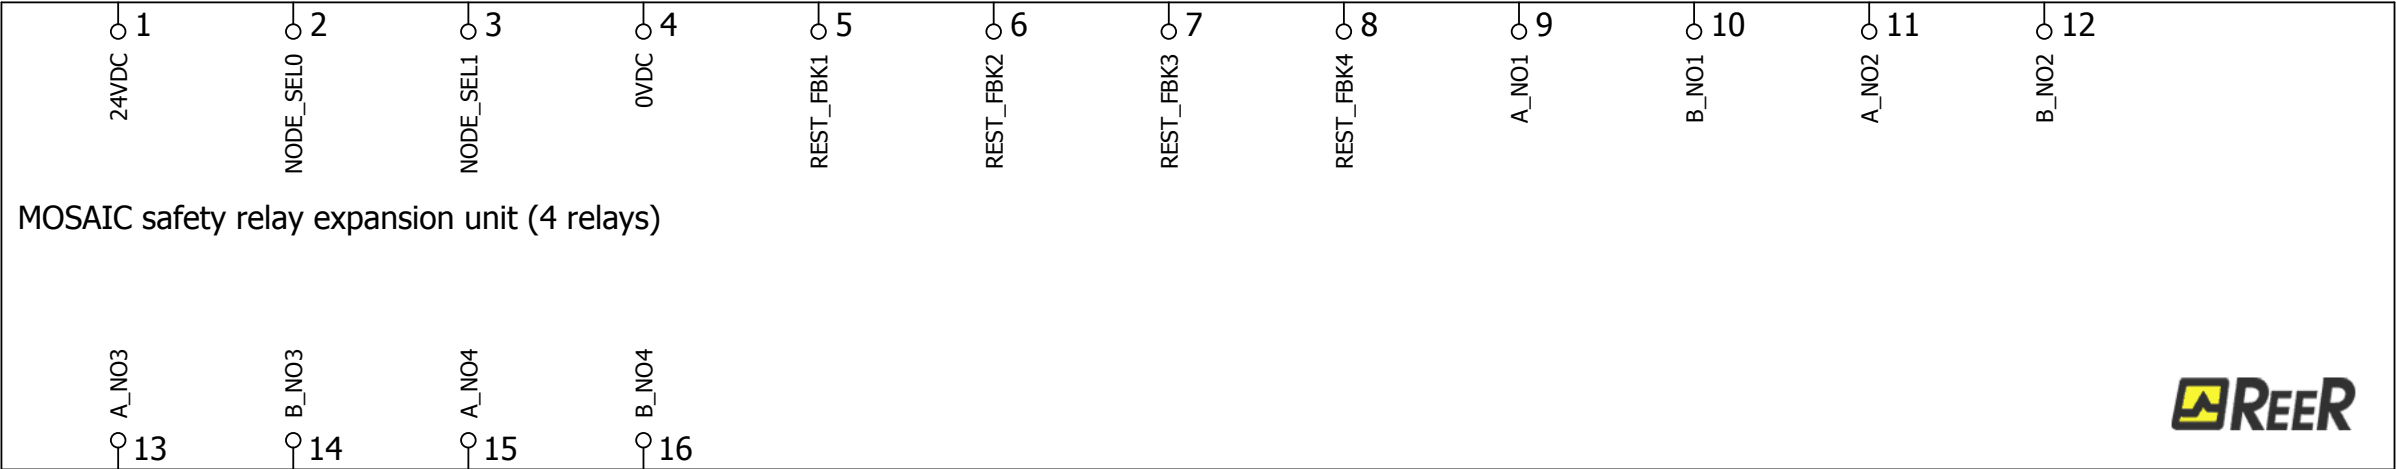 1 2 3 4 5 6 7 8 9 10 11 12
24VDC NODE_SEL0 NODE_SEL1 0VDC REST_FBK1 REST_FBK2 REST_FBK3 REST_FBK4 A_NO1 B_NO1 A_NO2 B_NO2
MOSAIC safety relay expansion unit (4 relays)
A_NO3 B_NO3 A_NO4 B_NO4
13 14 15 16
REER